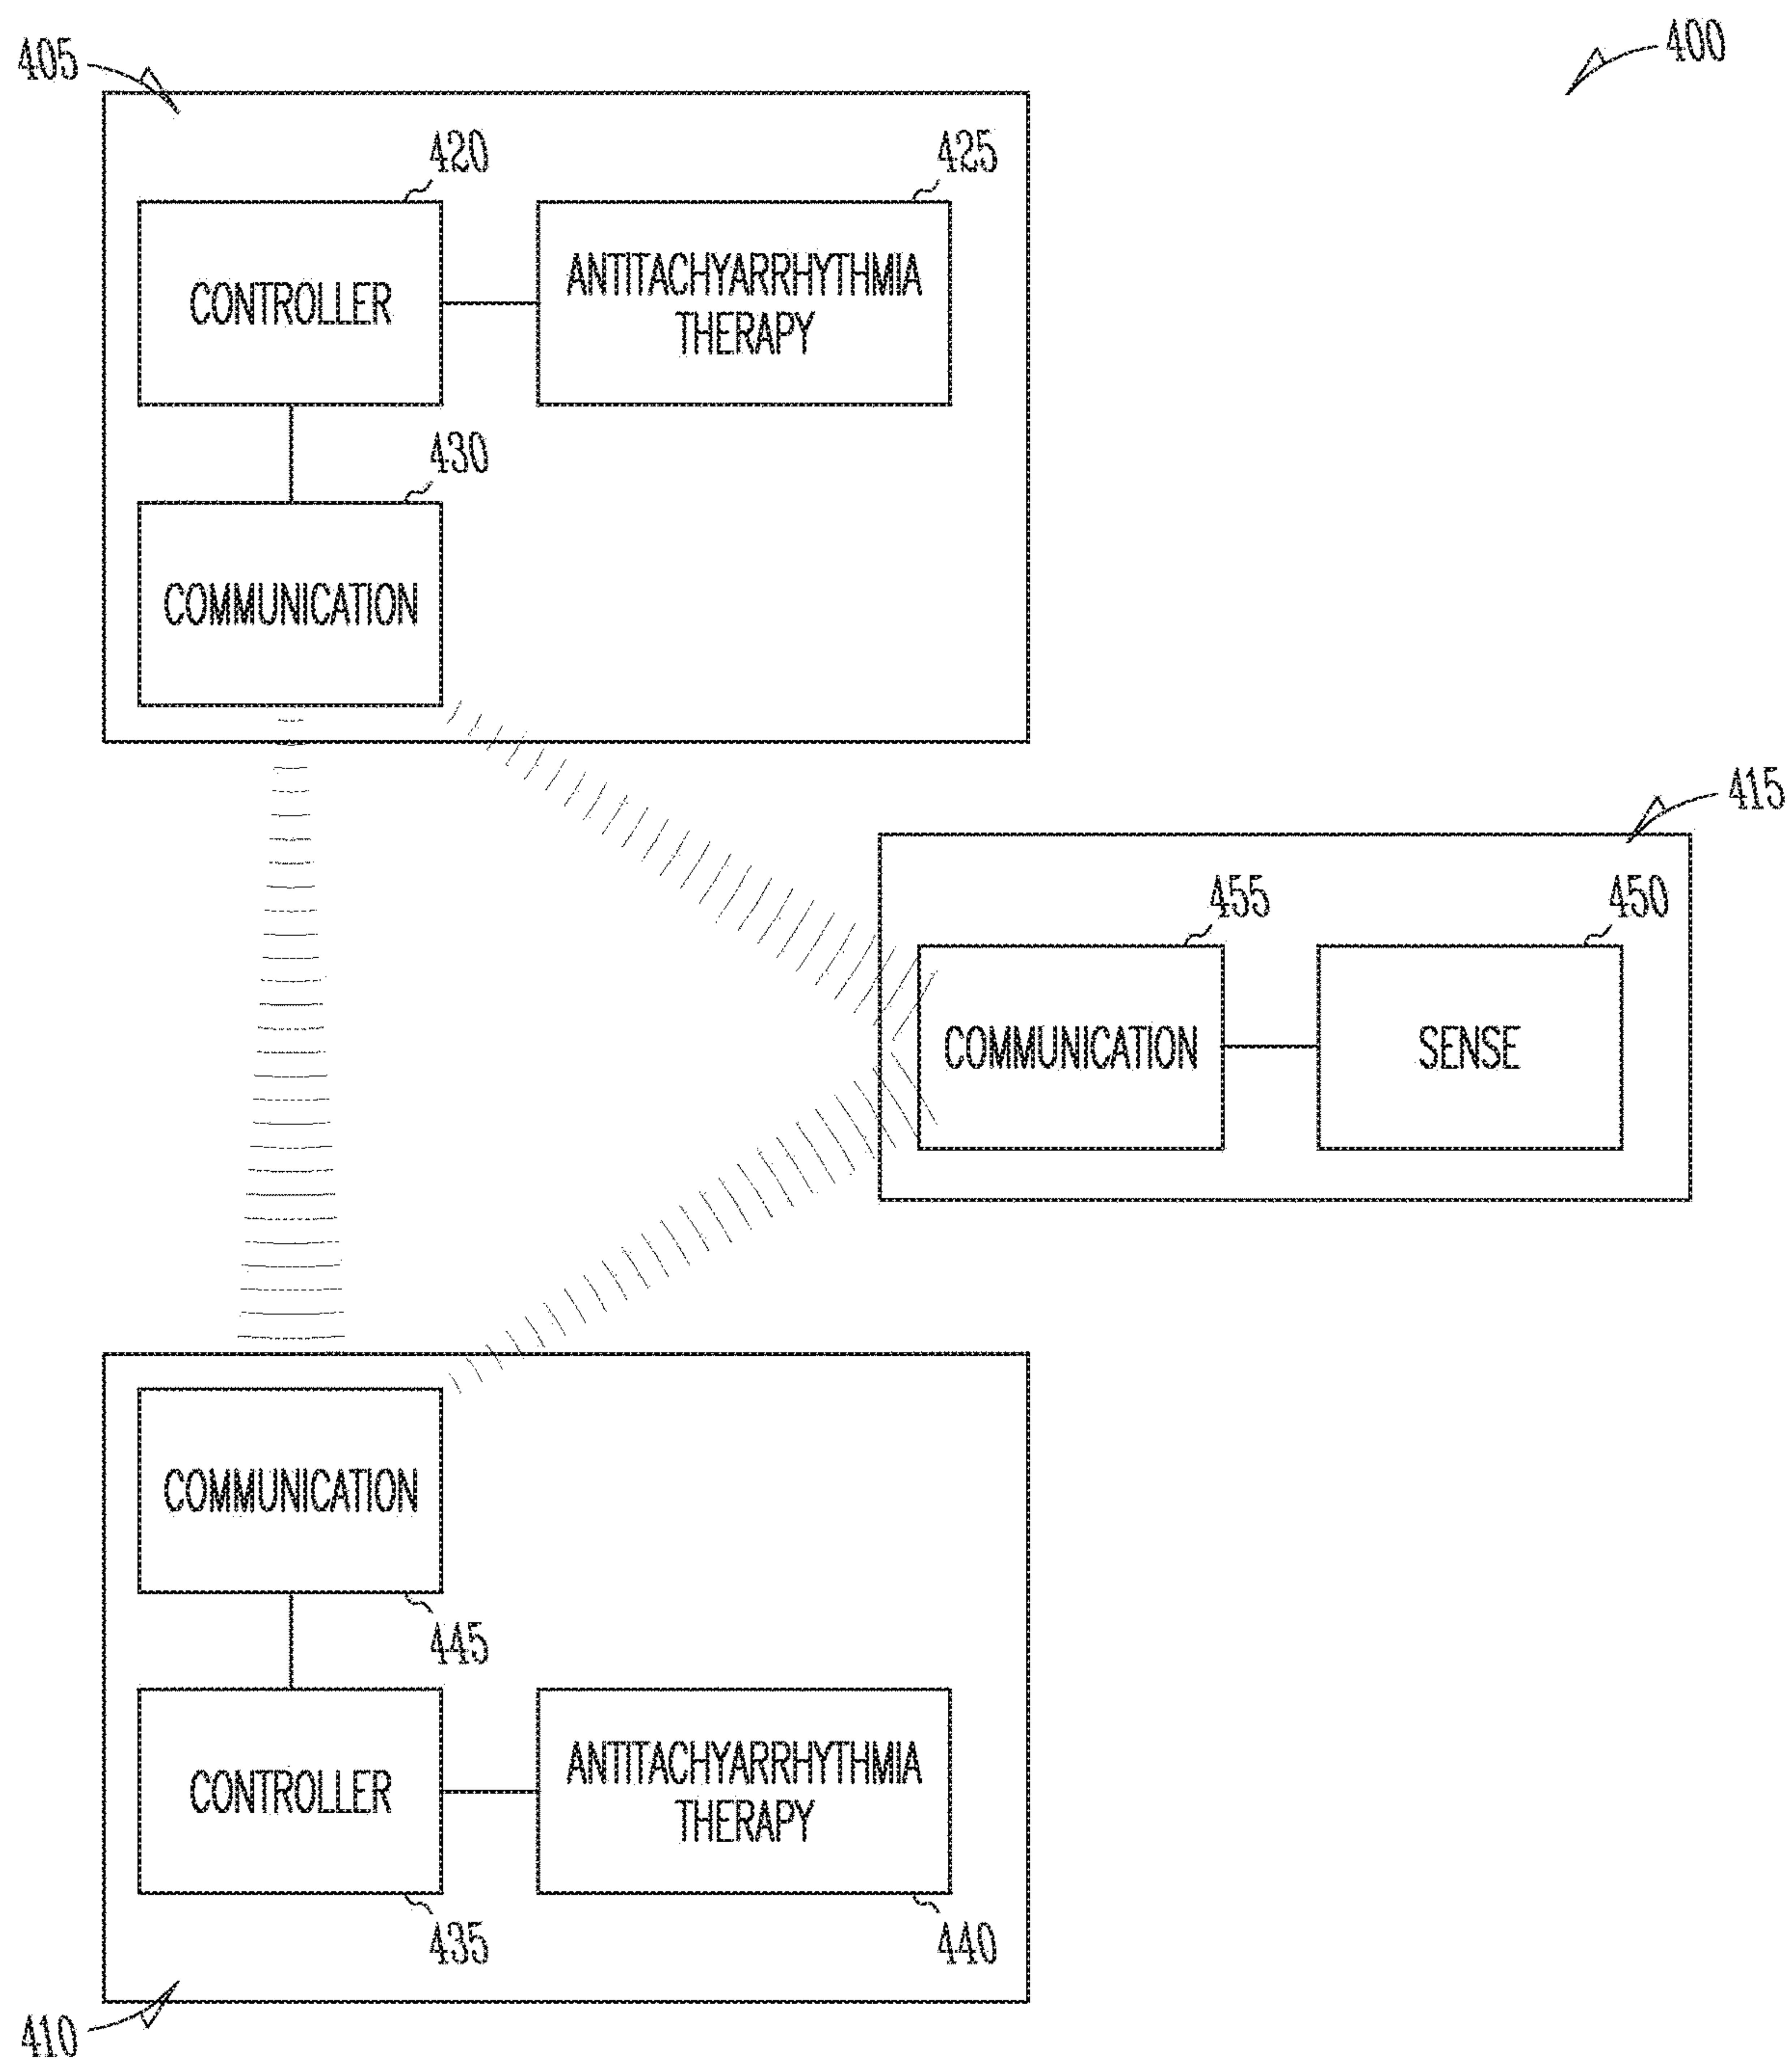 405
400
420
425
CONTROLLER
ANTITACHYARRHYTHMIA
THERAPY
430
COMMUNICATION
415
455
450
COMMUNICATION
SENSE
COMMUNICATION
445
CONTROLLER
ANTITACHYARRHYTHMIA
THERAPY
435
440
410